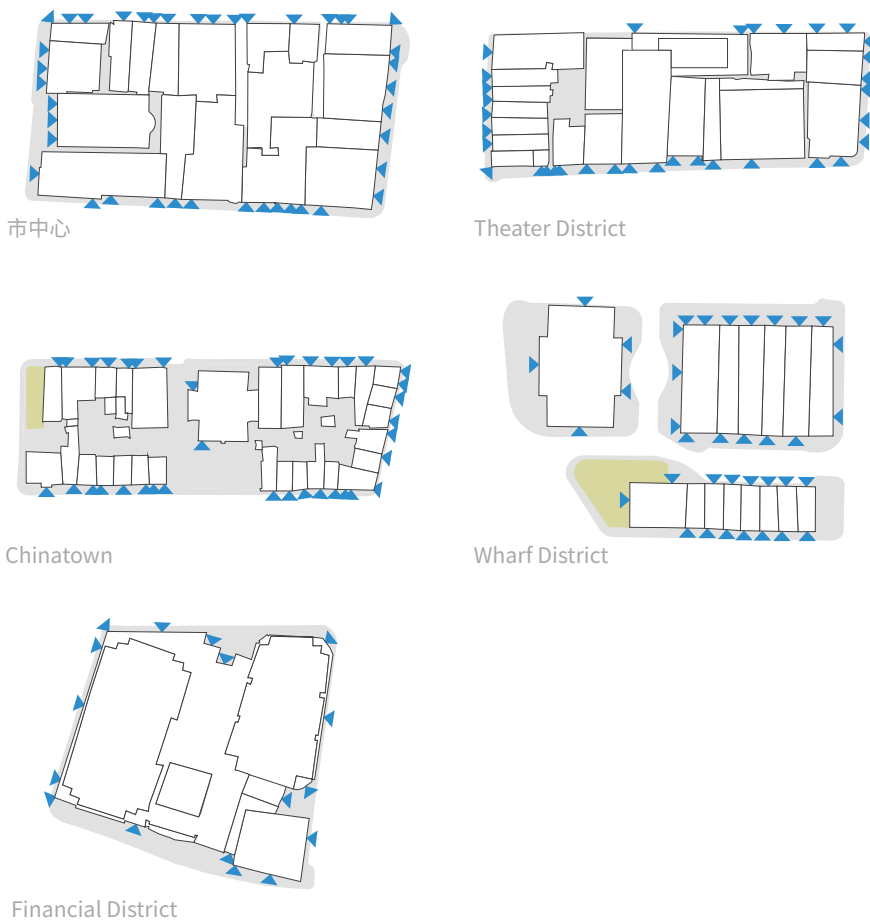 市中心
Theater District
Chinatown
Wharf District
Financial District